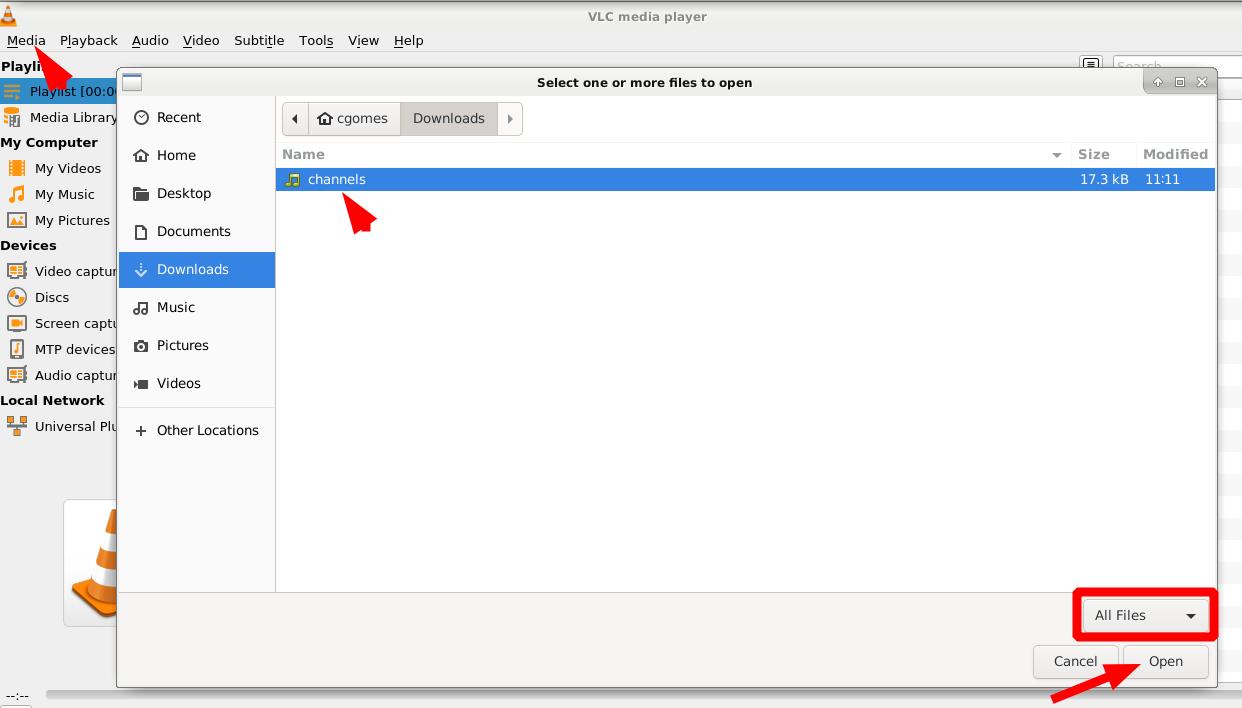 VLC media player
Media Playback Audio Video Subtitle Tools View Help
Search
Select one or more files to open
Playlist [00:0
Media Library
My Computer
My Videos
My Music
My Pictures
Devices
Video captur
Discs
Screen captu
MTP devices
Audio captur
Local Network
Universal Plu
Recent
Home
Desktop
Documents
Downloads
Music
Pictures
Videos
Other Locations
cgomes Downloads
Name Size Modified
channels 17.3 kB 11:11
All Files
Cancel Open
--:--